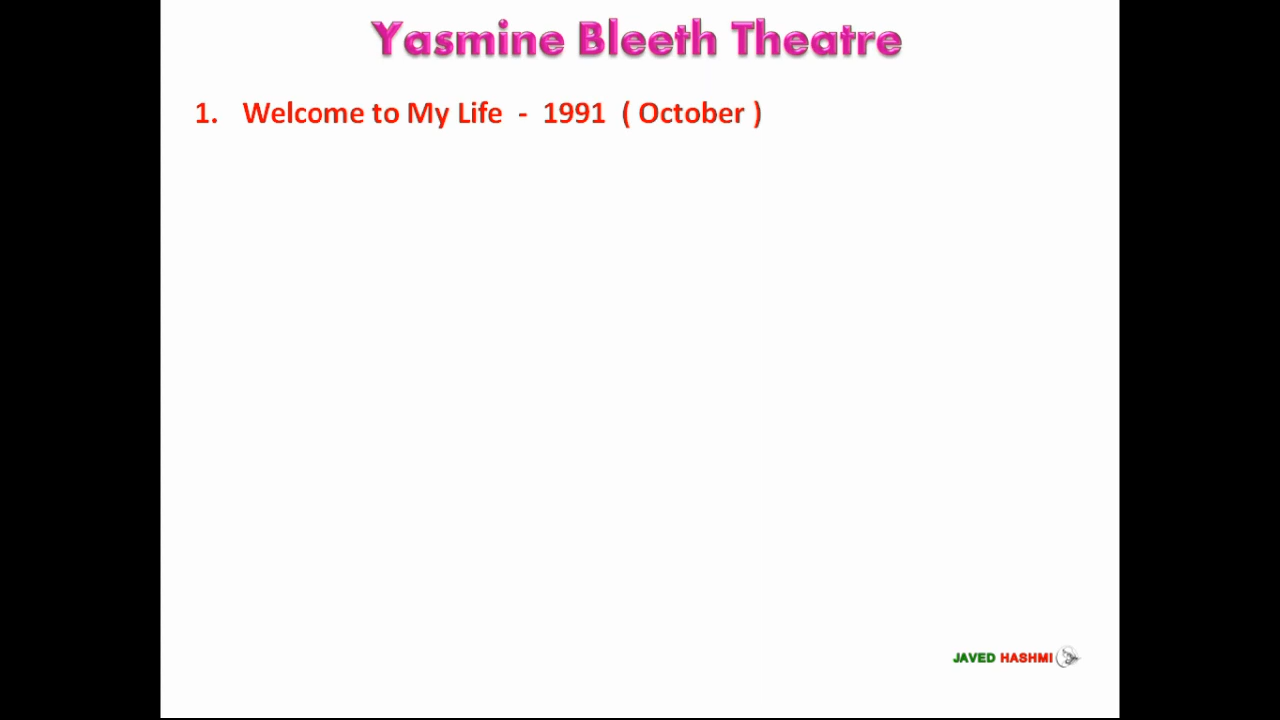 Yasmine Bleeth Theatre
1. Welcome to My Life - 1991 ( October )
JAVED HASHMI